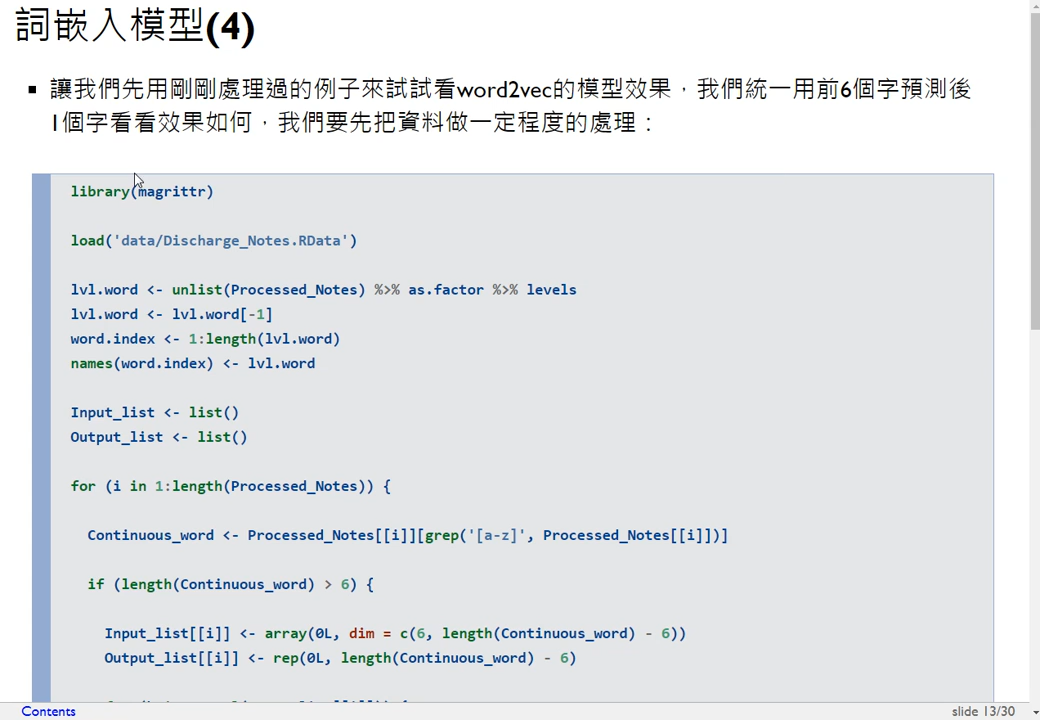 詞嵌入模型(4)
讓我們先用剛剛處理過的例子來試試看word2vec的模型效果，我們統一用前6個字預測後
1個字看看效果如何，我們要先把資料做一定程度的處理：
library(magrittr)
load('data/Discharge_Notes.RData')
lvl.word <- unlist(Processed_Notes) %>% as.factor %>% levels
lvl.word <- lvl.word[-1]
word.index <- 1:length(lvl.word)
names(word.index) <- lvl.word
Input_list <- list()
Output_list <- list()
for (i in 1:length(Processed_Notes)) {
Continuous_word <- Processed_Notes[[i]][grep('[a-z]', Processed_Notes[[i]])]
if (length(Continuous_word) > 6) {
Input_list[[i]] <- array(0L, dim = c(6, length(Continuous_word) - 6))
Output_list[[i]] <- rep(0L, length(Continuous_word) - 6)
Contents
slide 13/30